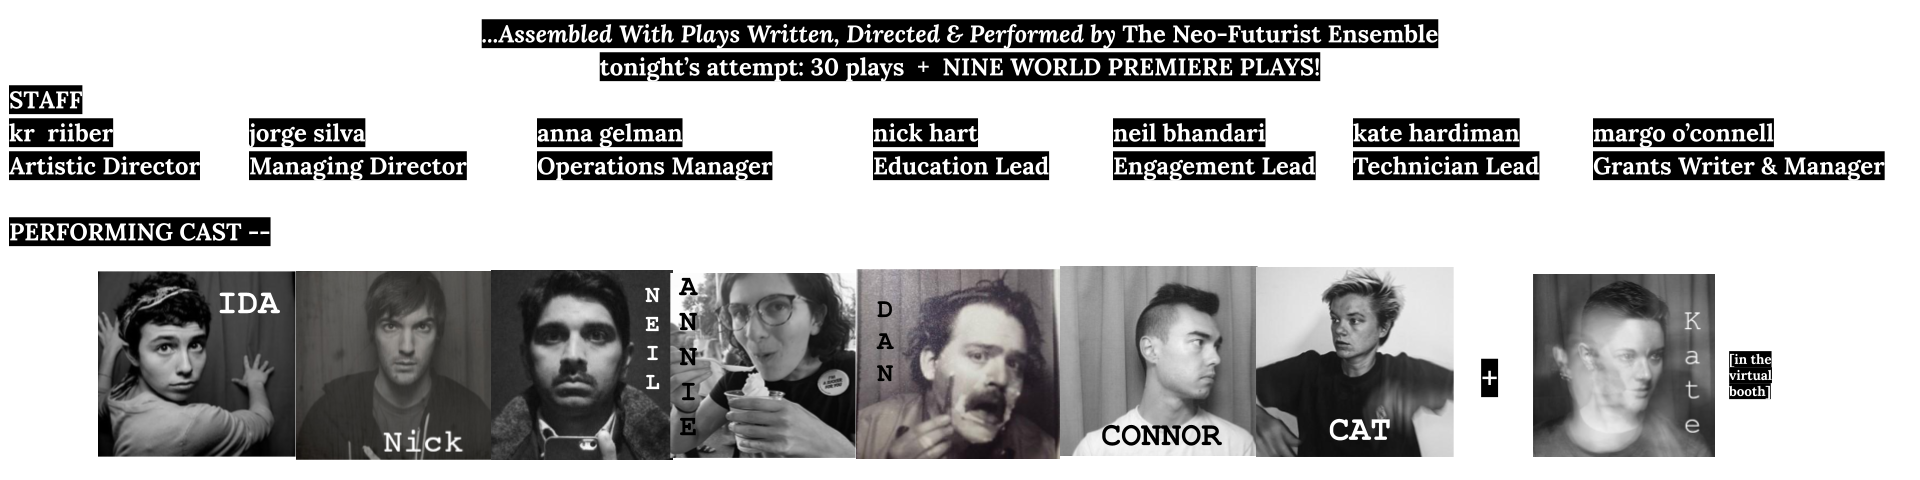 ...Assembled With Plays Written, Directed & Performed by The Neo-Futurist Ensemble
tonight's attempt: 30 plays + NINE WORLD PREMIERE PLAYS!
STAFF
kr riiber jorge silva anna gelman nick hart neil bhandari kate hardiman margo o'connell
Artistic Director Managing Director Operations Manager Education Lead Engagement Lead Technician Lead Grants Writer & Manager
PERFORMING CAST --
IDA
Nick
NEIL
ANNIE
DAN
CONNOR
CAT
+
Kate
[in the
virtual
booth]